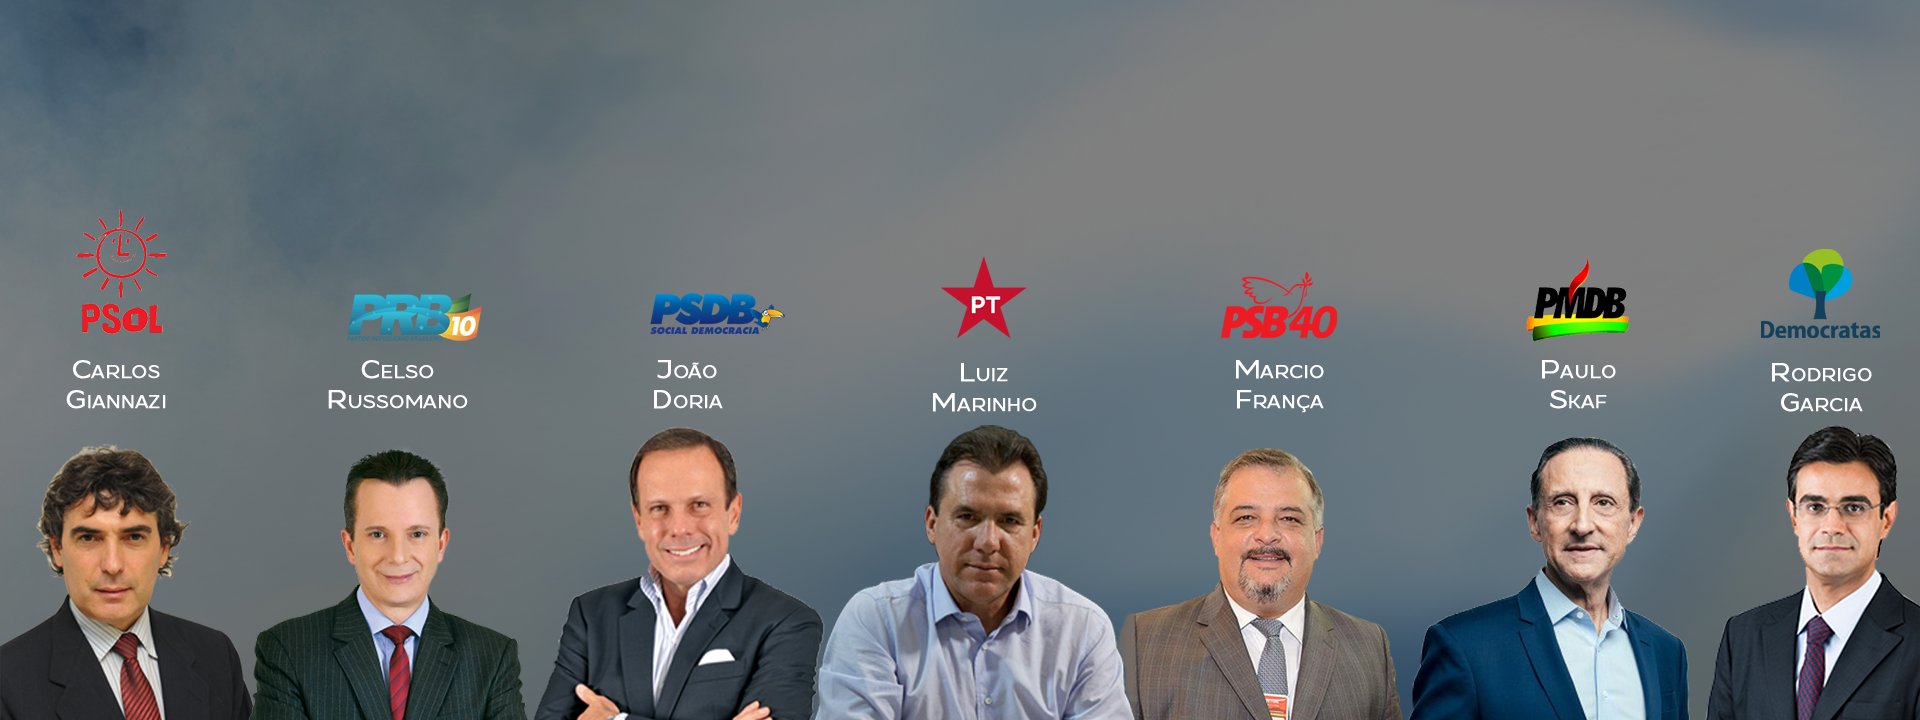 PSOL
Carlos
Giannazi
PRB 10
Celso
Russomano
PSDB
SOCIAL DEMOCRACIA
João
Doria
PT
Luiz
Marinho
PSB 40
Marcio
França
PMDB
Paulo
Skaf
Democratas
Rodrigo
Garcia